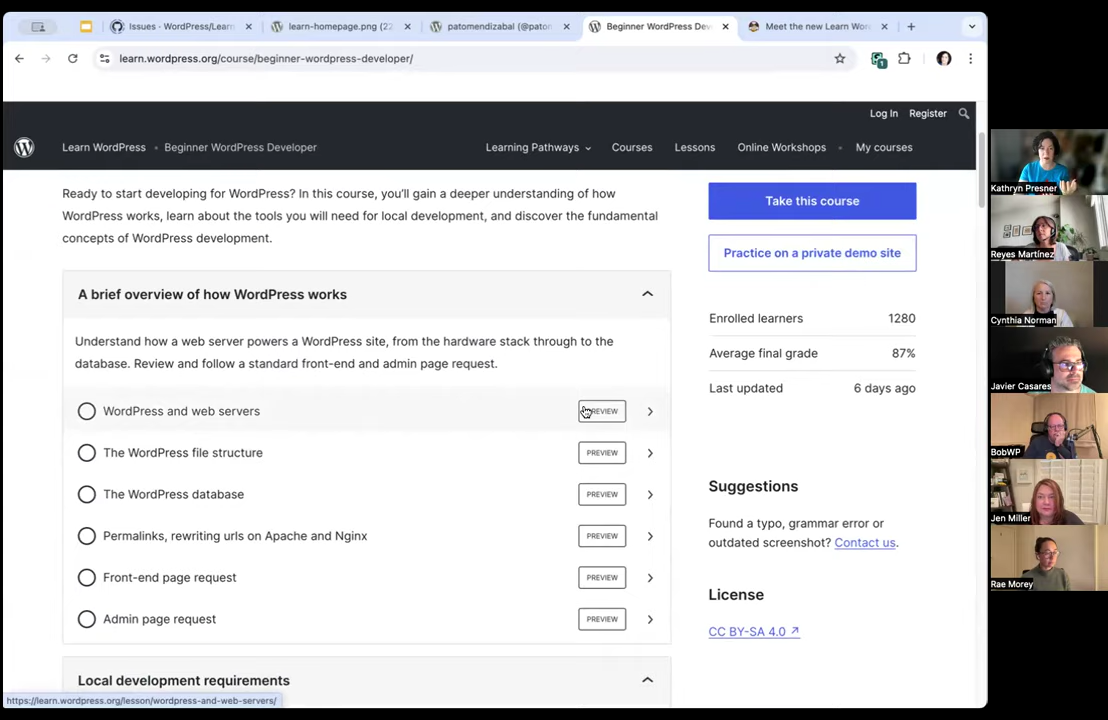 Issues · WordPress/Learn
learn-homepage.png (22
patomendizabal (@paton
Beginner WordPress Dev
Meet the new Learn Wor
learn.wordpress.org/course/beginner-wordpress-developer/
1
Log In Register
Learn WordPress • Beginner WordPress Developer Learning Pathways Courses Lessons Online Workshops • My courses
Ready to start developing for WordPress? In this course, you'll gain a deeper understanding of how
WordPress works, learn about the tools you will need for local development, and discover the fundamental
concepts of WordPress development.
Take this course
Practice on a private demo site
A brief overview of how WordPress works
Understand how a web server powers a WordPress site, from the hardware stack through to the
database. Review and follow a standard front-end and admin page request.
WordPress and web servers
The WordPress file structure PREVIEW
The WordPress database PREVIEW
Permalinks, rewriting urls on Apache and Nginx PREVIEW
Front-end page request PREVIEW
Admin page request PREVIEW
Local development requirements
Enrolled learners 1280
Average final grade 87%
Last updated 6 days ago
Suggestions
Found a typo, grammar error or
outdated screenshot? Contact us.
License
CC BY-SA 4.0 ↗
https://learn.wordpress.org/lesson/wordpress-and-web-servers/
Kathryn Presner
Reyes Martínez
Cynthia Norman
Javier Casares
BobWP
Jen Miller
Rae Morey